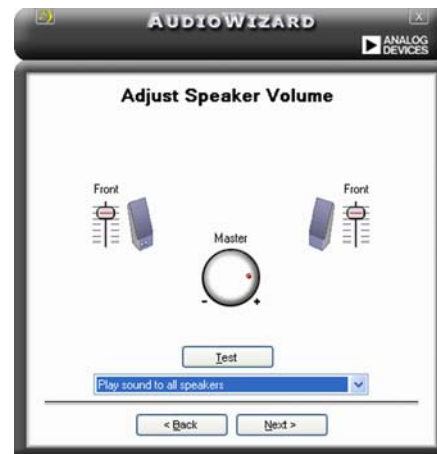 AUDIOWIZARD
ANALOG
DEVICES
Adjust Speaker Volume
Front
Front
Master
- +
Test
Play sound to all speakers
< Back Next >